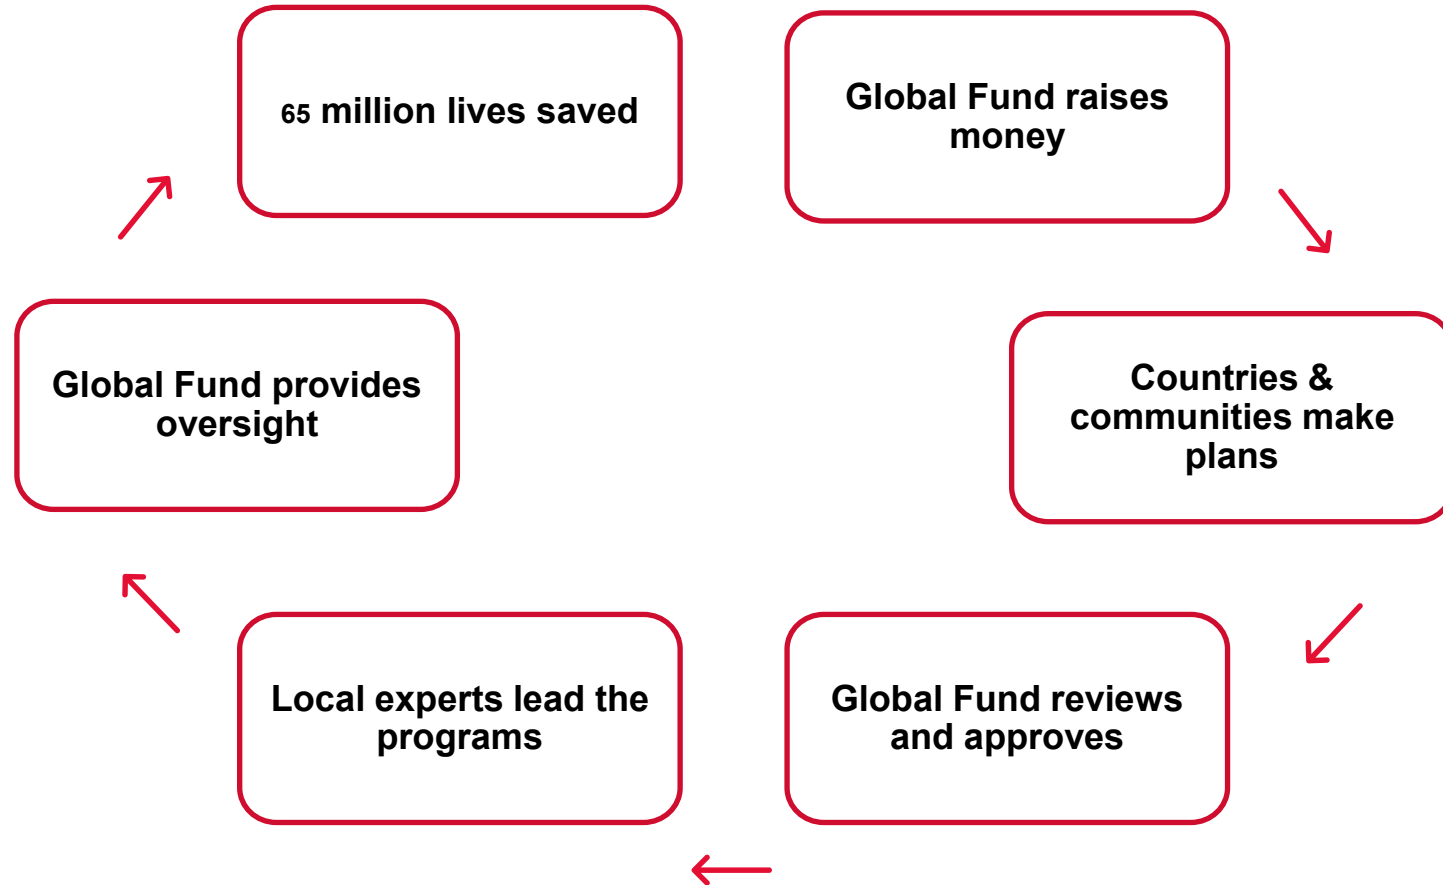 65 million lives saved
Global Fund raises
money
Global Fund provides
oversight
Countries &
communities make
plans
Local experts lead the
programs
Global Fund reviews
and approves